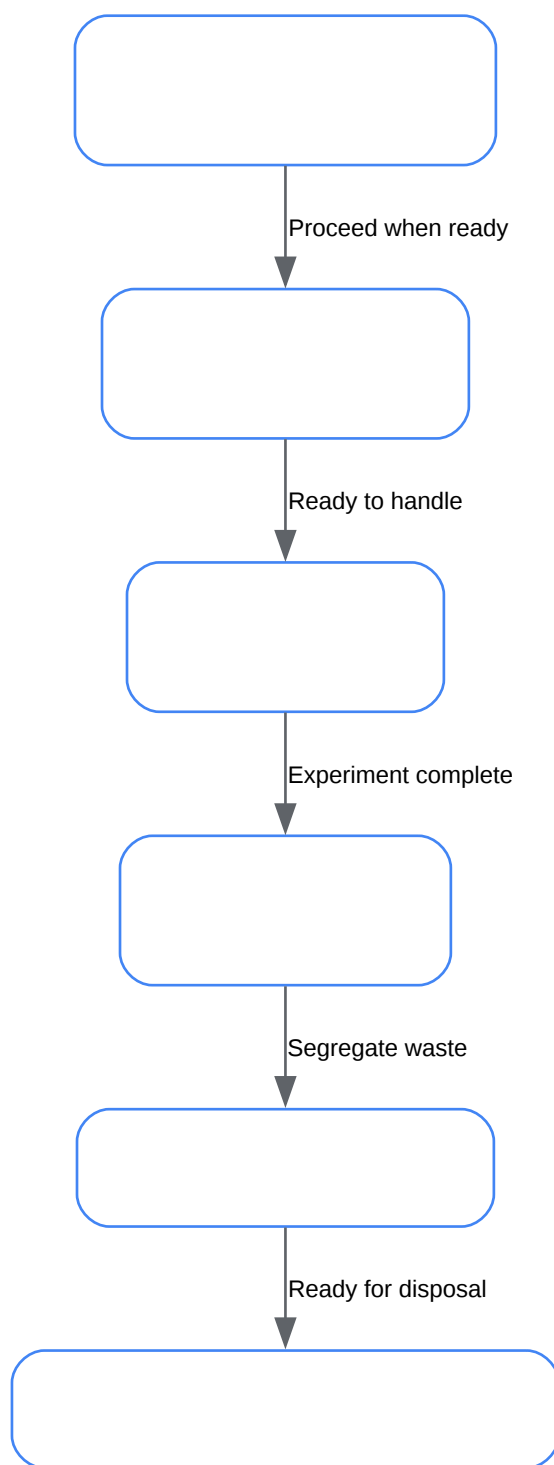 Proceed when ready
Ready to handle
Experiment complete
Segregate waste
Ready for disposal